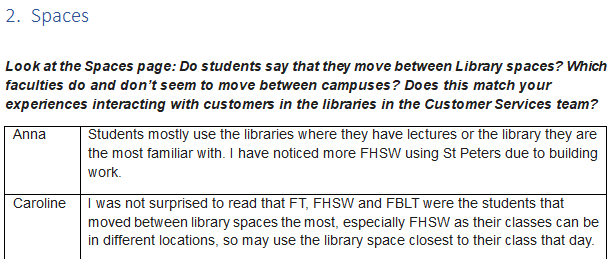 2. Spaces
Look at the Spaces page: Do students say that they move between Library spaces? Which
faculties do and don't seem to move between campuses? Does this match your
experiences interacting with customers in the libraries in the Customer Services team?
Anna
Students mostly use the libraries where they have lectures or the library they are
the most familiar with. I have noticed more FHSW using St Peters due to building
work.
Caroline
I was not surprised to read that FT, FHSW and FBLT were the students that
moved between library spaces the most, especially FHSW as their classes can be
in different locations, so may use the library space closest to their class that day.